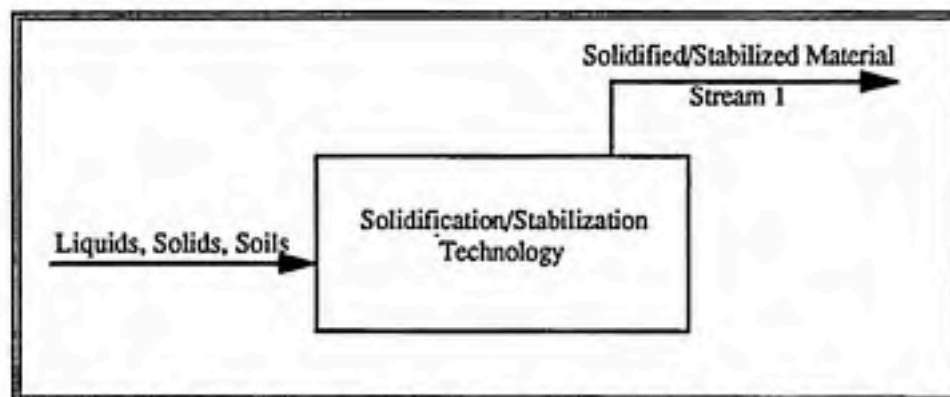 Solidified/Stabilized Material
Stream 1
Solidification/Stabilization
Technology
Liquids, Solids, Soils